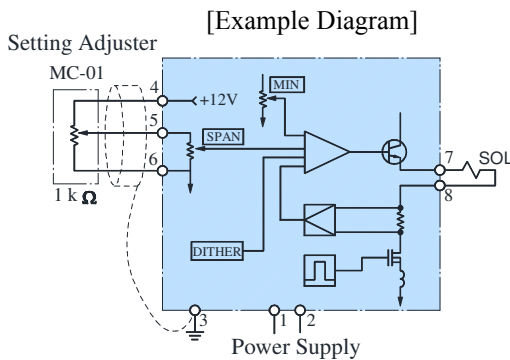 [Example Diagram]
Setting Adjuster
MC-01
4
+12V
MIN
5
SPAN
6
7
SOL
8
1 k Ω
DITHER
3
1
2
Power Supply